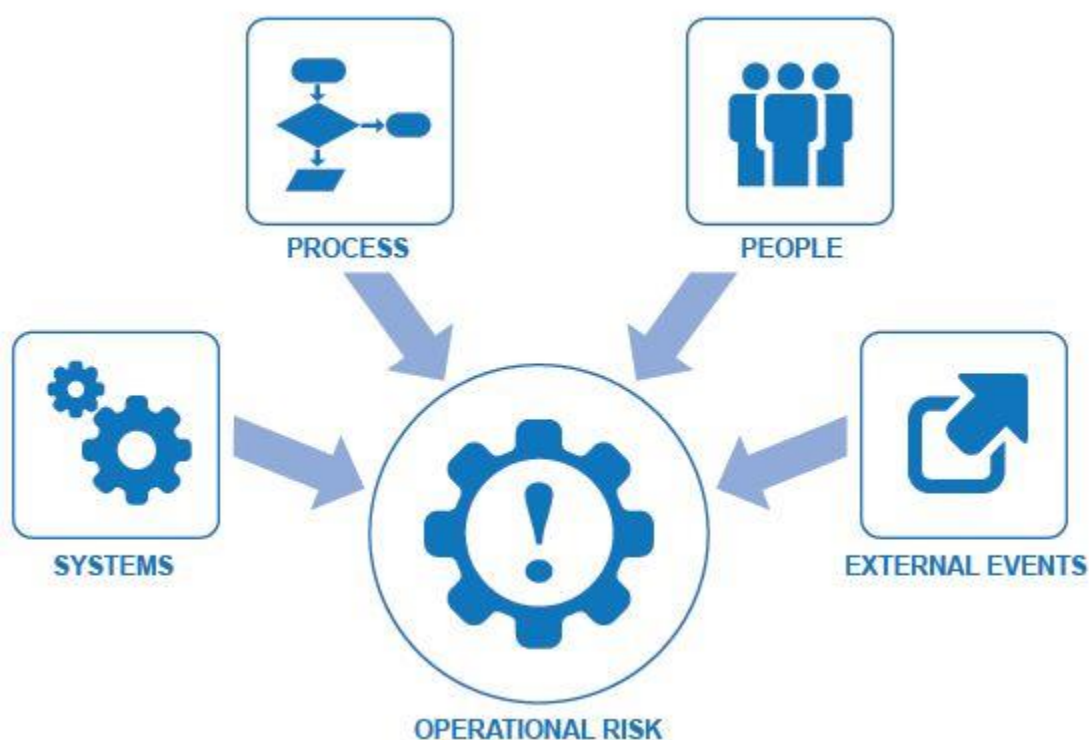 PROCESS
PEOPLE
SYSTEMS
EXTERNAL EVENTS
!
OPERATIONAL RISK